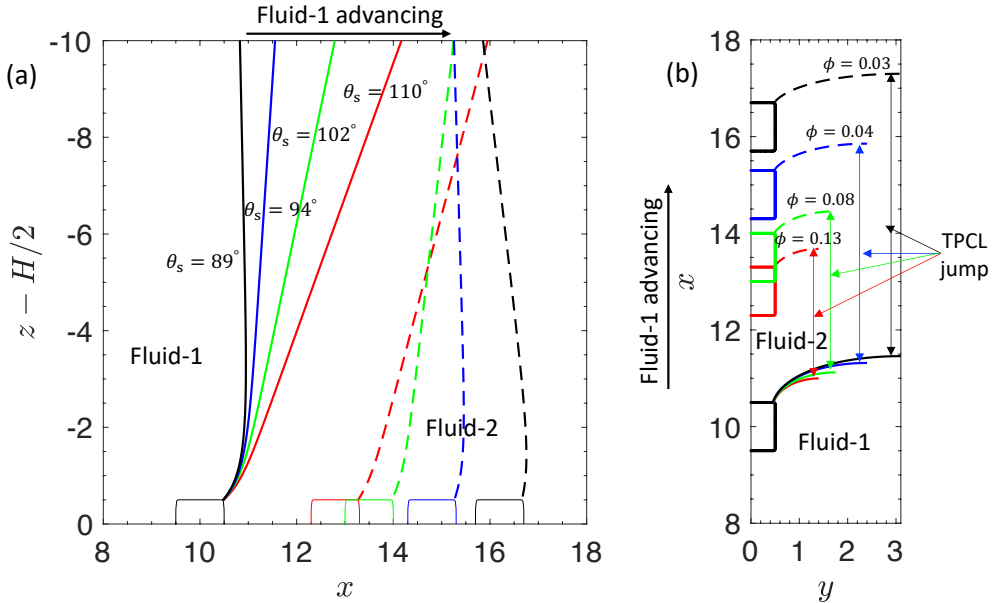 Fluid-1 advancing
(a)
-10
-8
-6
-4
-2
0
z − H/2
θs = 110°
θs = 102°
θs = 94°
θs = 89°
Fluid-1
Fluid-2
8
10
12
14
16
18
x
(b)
18
16
14
12
10
8
Fluid-1 advancing
x
ϕ = 0.03
ϕ = 0.04
ϕ = 0.08
ϕ = 0.13
TPCL
jump
Fluid-2
Fluid-1
0
1
2
3
y